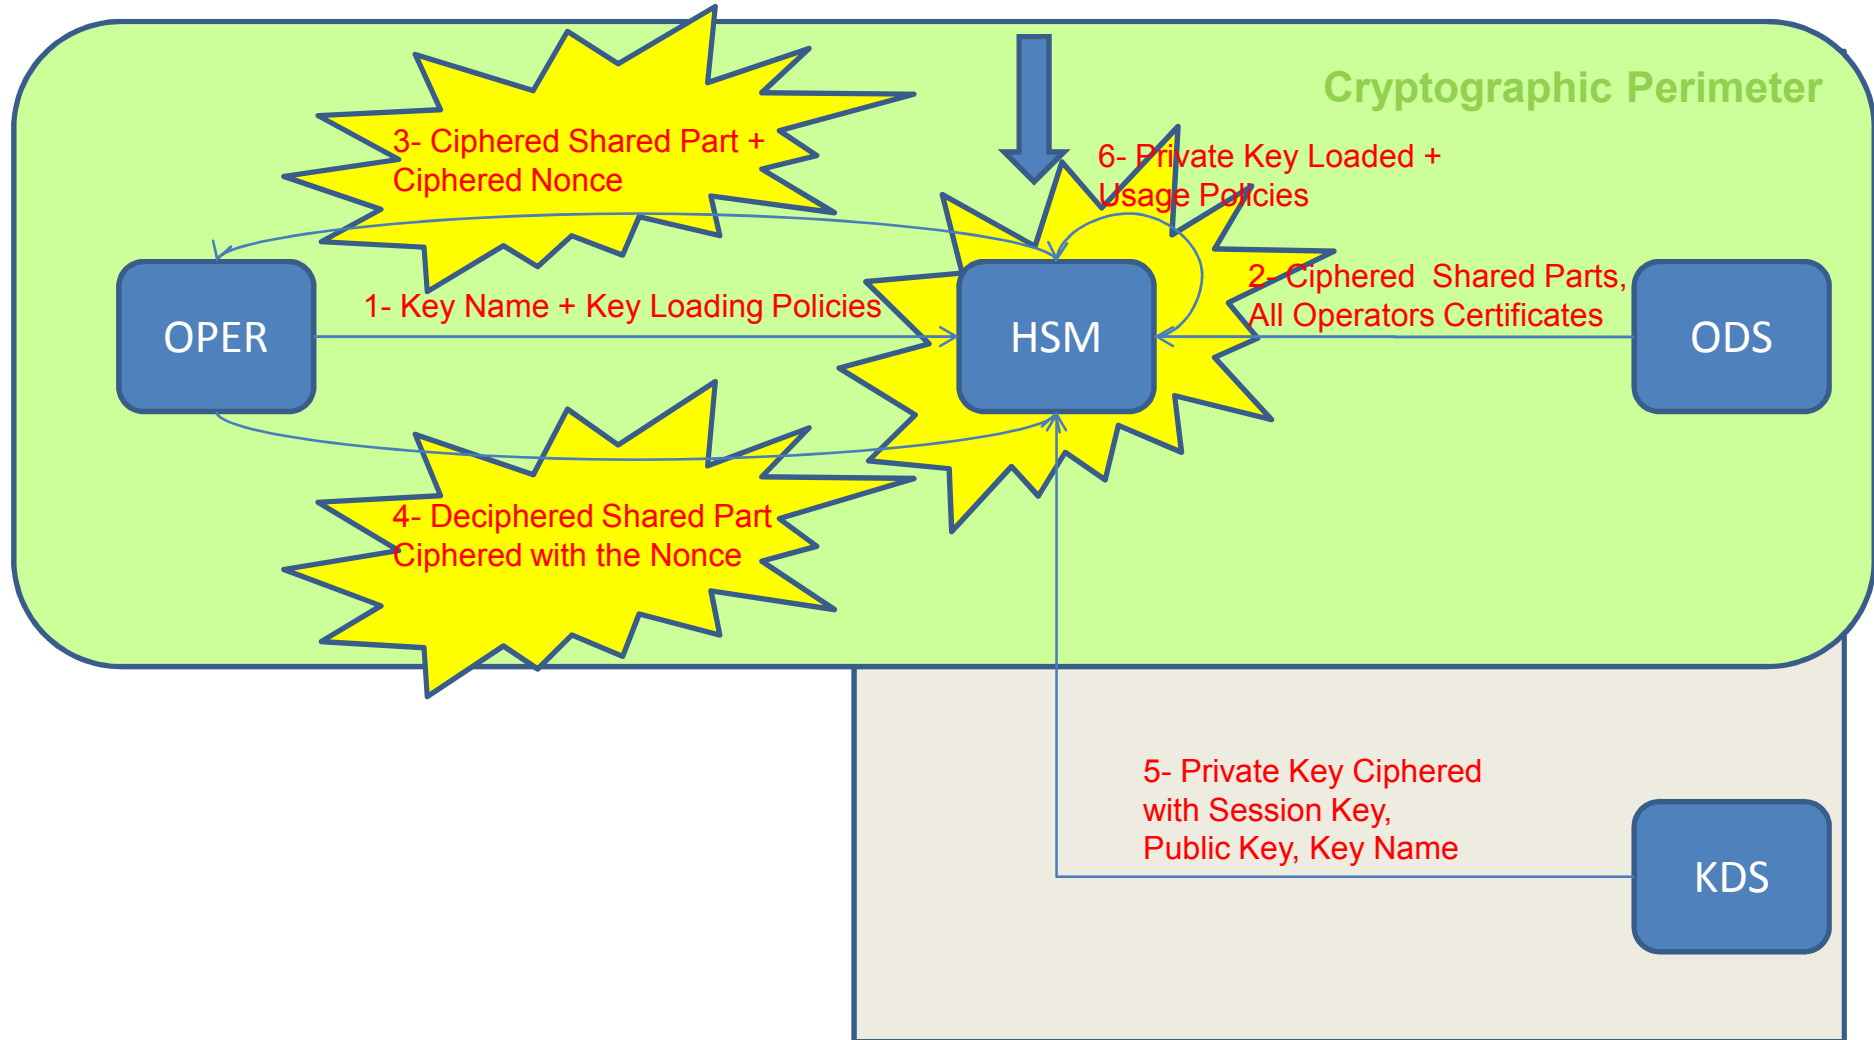 Cryptographic Perimeter
3- Ciphered Shared Part +
Ciphered Nonce
6- Private Key Loaded +
Usage Policies
OPER
1- Key Name + Key Loading Policies
HSM
2- Ciphered Shared Parts,
All Operators Certificates
ODS
4- Deciphered Shared Part
Ciphered with the Nonce
5- Private Key Ciphered
with Session Key,
Public Key, Key Name
KDS